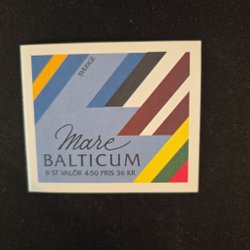 SVERIGE
Mare
BALTICUM
8 ST VALÖR 4:50 PRIS 36 KR